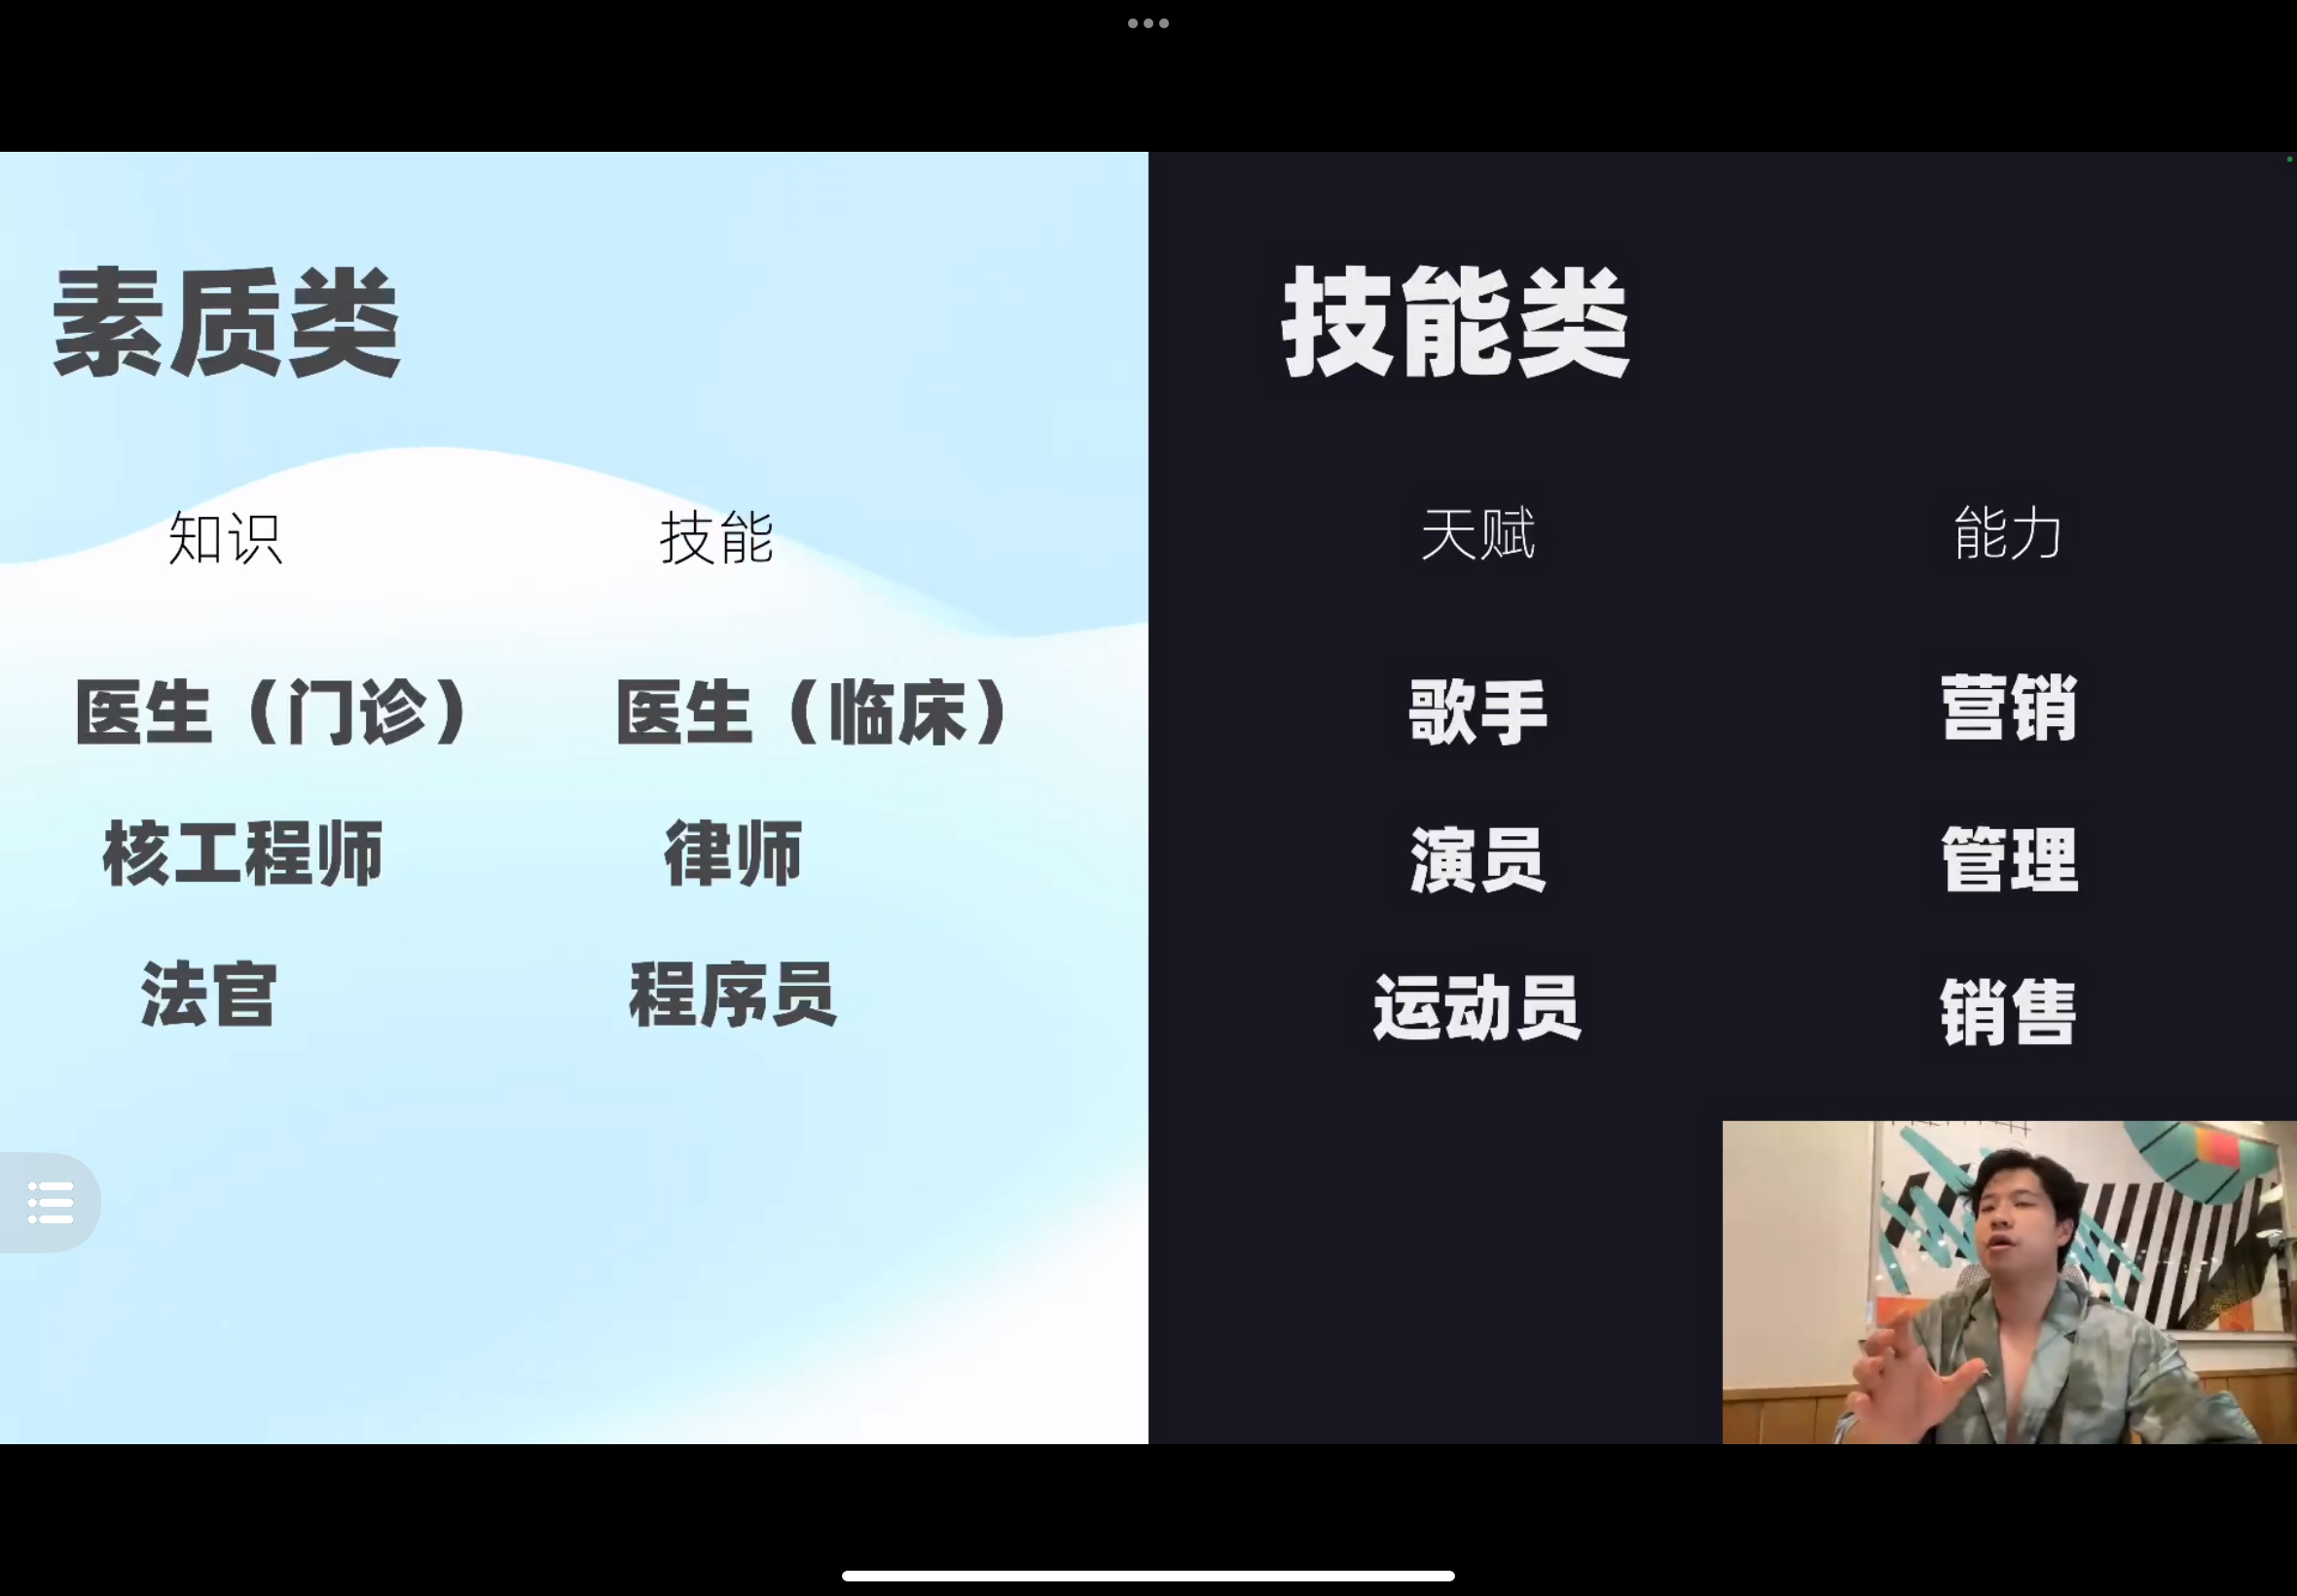 素质类
知识
技能
医生（门诊）
医生（临床）
核工程师
律师
法官
程序员
技能类
天赋
能力
歌手
营销
演员
管理
运动员
销售